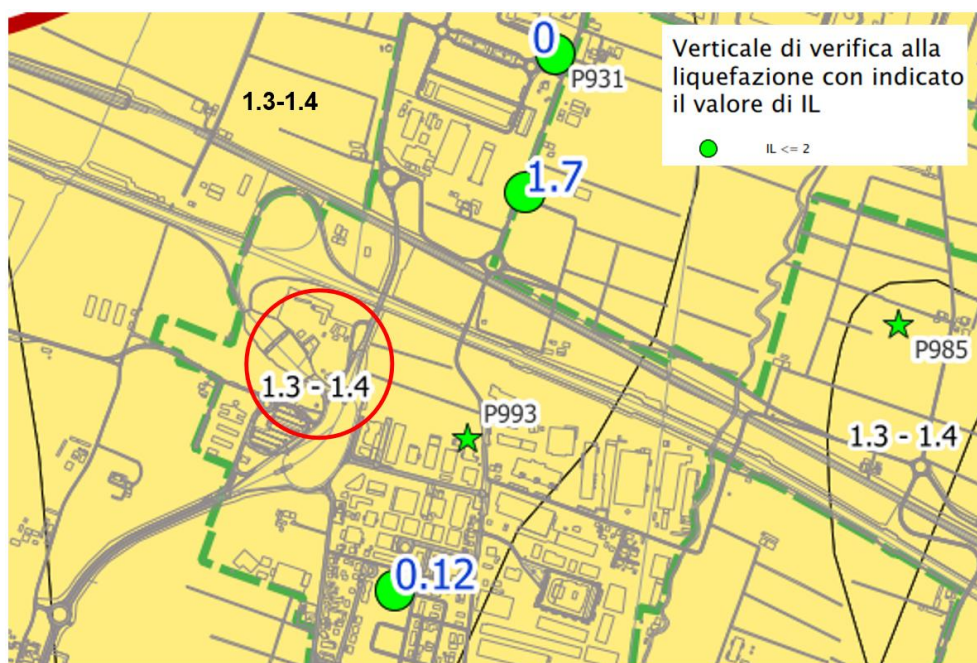 0
P931
Verticale di verifica alla
liquefazione con indicato
il valore di IL
IL <= 2
1.3-1.4
1.7
P985
1.3 - 1.4
P993
1.3 - 1.4
0.12